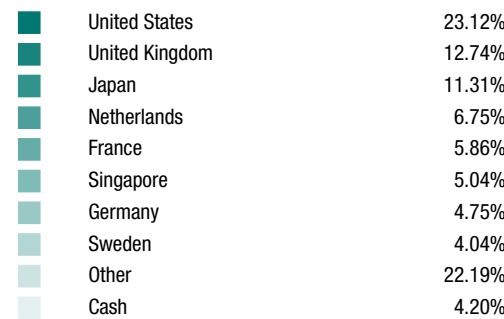 United States 23.12%
United Kingdom 12.74%
Japan 11.31%
Netherlands 6.75%
France 5.86%
Singapore 5.04%
Germany 4.75%
Sweden 4.04%
Other 22.19%
Cash 4.20%